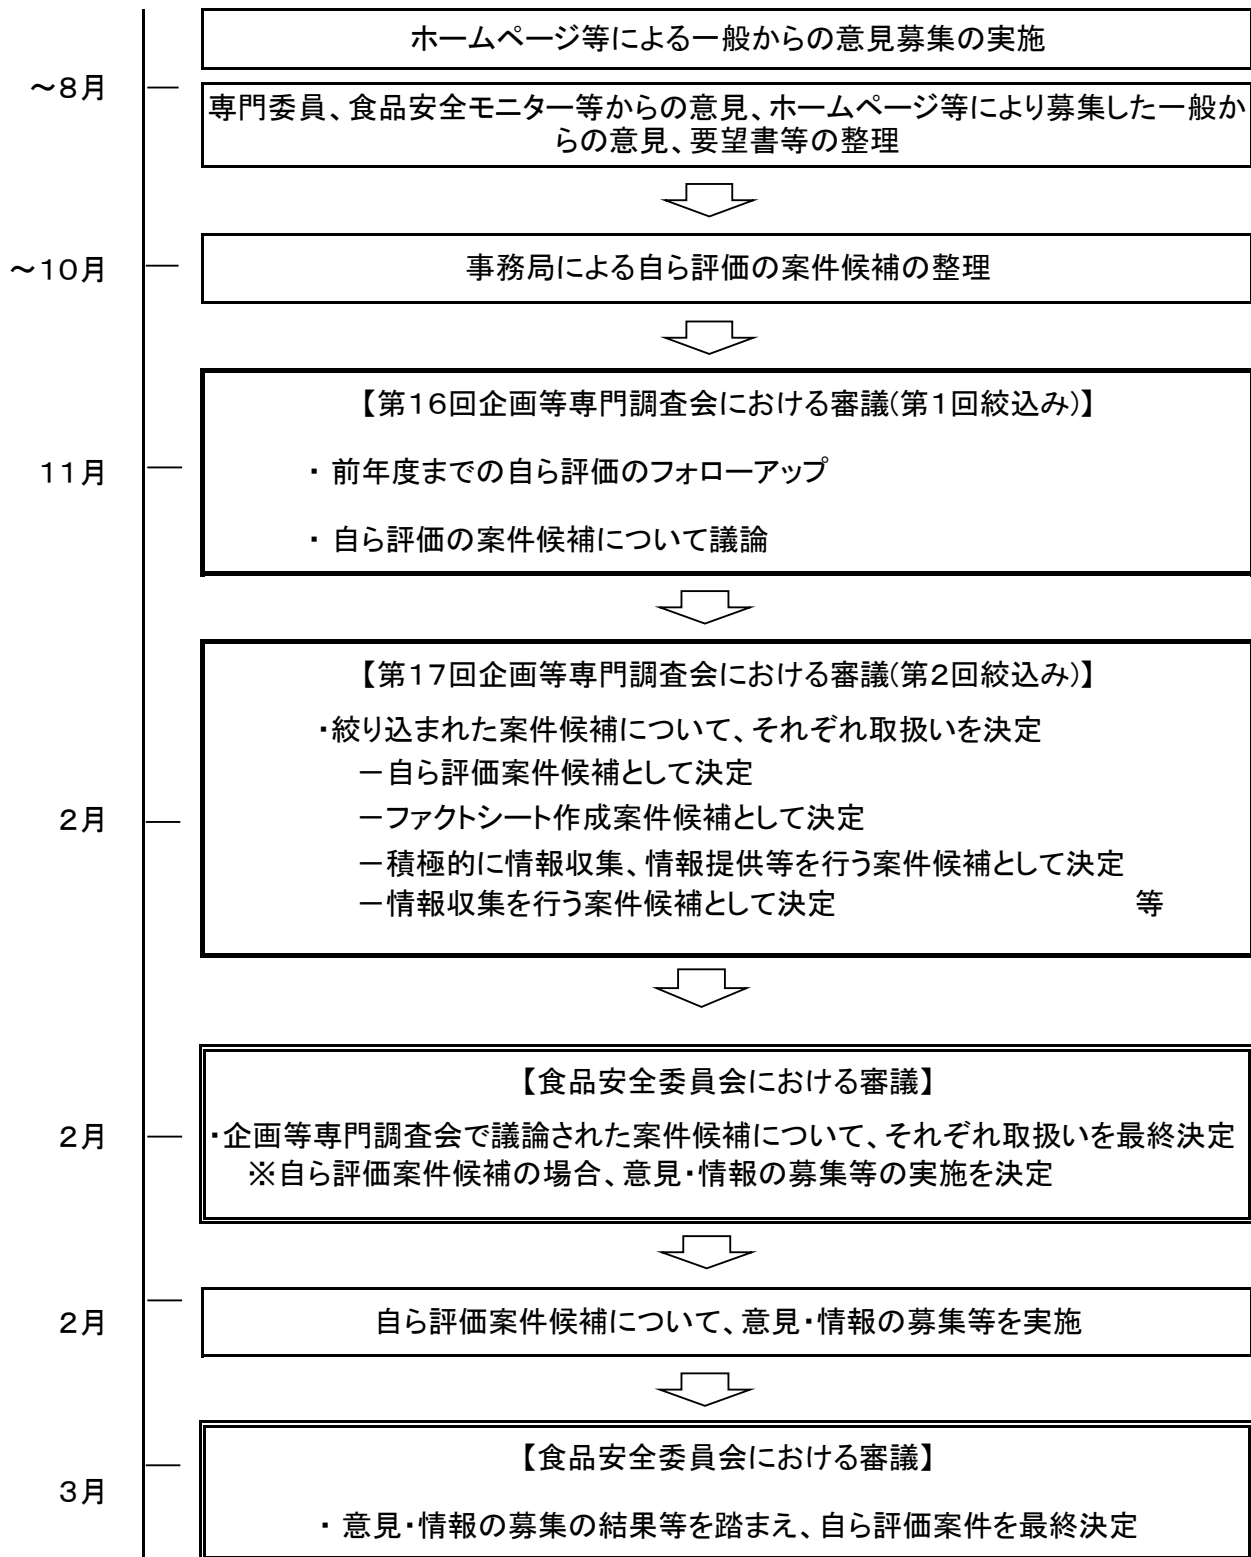 ホームページ等による一般からの意見募集の実施
～8月
専門委員、食品安全モニター等からの意見、ホームページ等により募集した一般か
らの意見、要望書等の整理
～10月
事務局による自ら評価の案件候補の整理
【第16回企画等専門調査会における審議(第1回絞込み)】
11月
・ 前年度までの自ら評価のフォローアップ
・ 自ら評価の案件候補について議論
【第17回企画等専門調査会における審議(第2回絞込み)】
・絞り込まれた案件候補について、それぞれ取扱いを決定
－自ら評価案件候補として決定
2月
－ファクトシート作成案件候補として決定
－積極的に情報収集、情報提供等を行う案件候補として決定
－情報収集を行う案件候補として決定 等
【食品安全委員会における審議】
2月
・企画等専門調査会で議論された案件候補について、それぞれ取扱いを最終決定
※自ら評価案件候補の場合、意見・情報の募集等の実施を決定
2月
自ら評価案件候補について、意見・情報の募集等を実施
【食品安全委員会における審議】
3月
・ 意見・情報の募集の結果等を踏まえ、自ら評価案件を最終決定